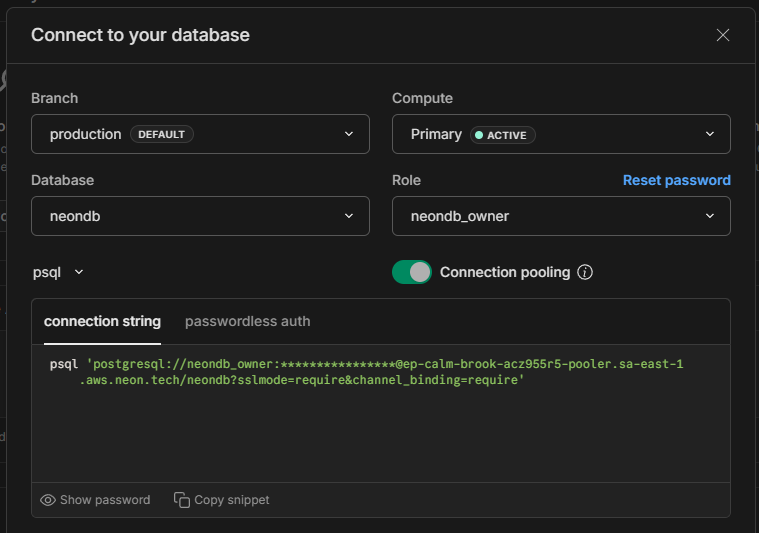 Connect to your database
Branch
Compute
production DEFAULT
Primary ACTIVE
Database
Role
Reset password
neondb
neondb_owner
psql
Connection pooling
connection string
passwordless auth
psql 'postgresql://neondb_owner:****************@ep-calm-brook-acz955r5-pooler.sa-east-1
.aws.neon.tech/neondb?sslmode=require&channel_binding=require'
Show password
Copy snippet